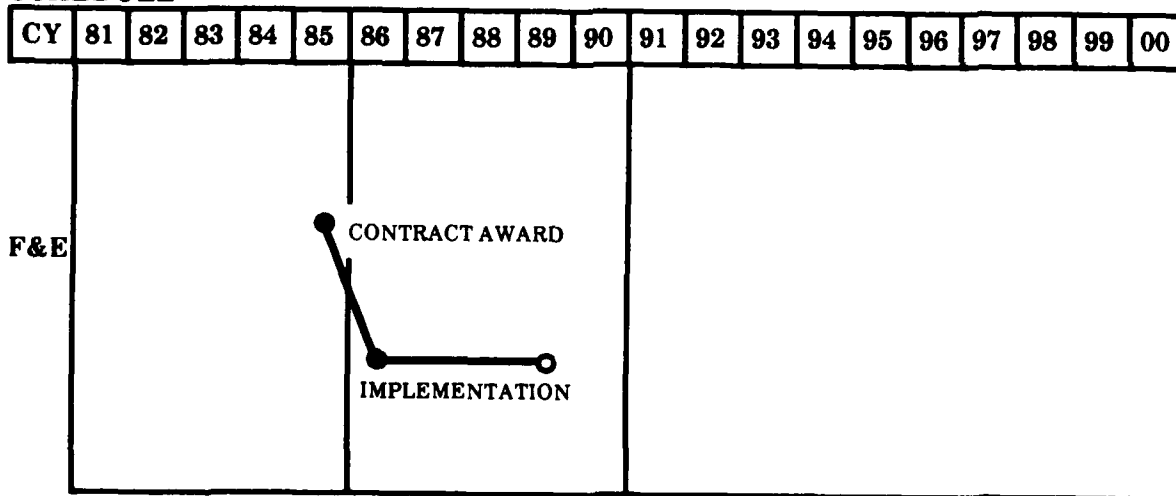 CY 81 82 83 84 85 86 87 88 89 90 91 92 93 94 95 96 97 98 99 00
CONTRACT AWARD
F&E
IMPLEMENTATION